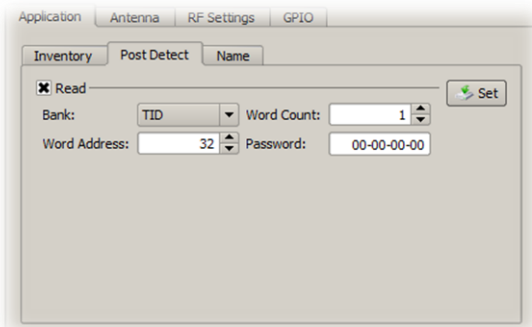 Application Antenna RF Settings GPIO
Inventory Post Detect Name
Read
Set
Bank: TID Word Count: 1
Word Address: 32 Password: 00-00-00-00